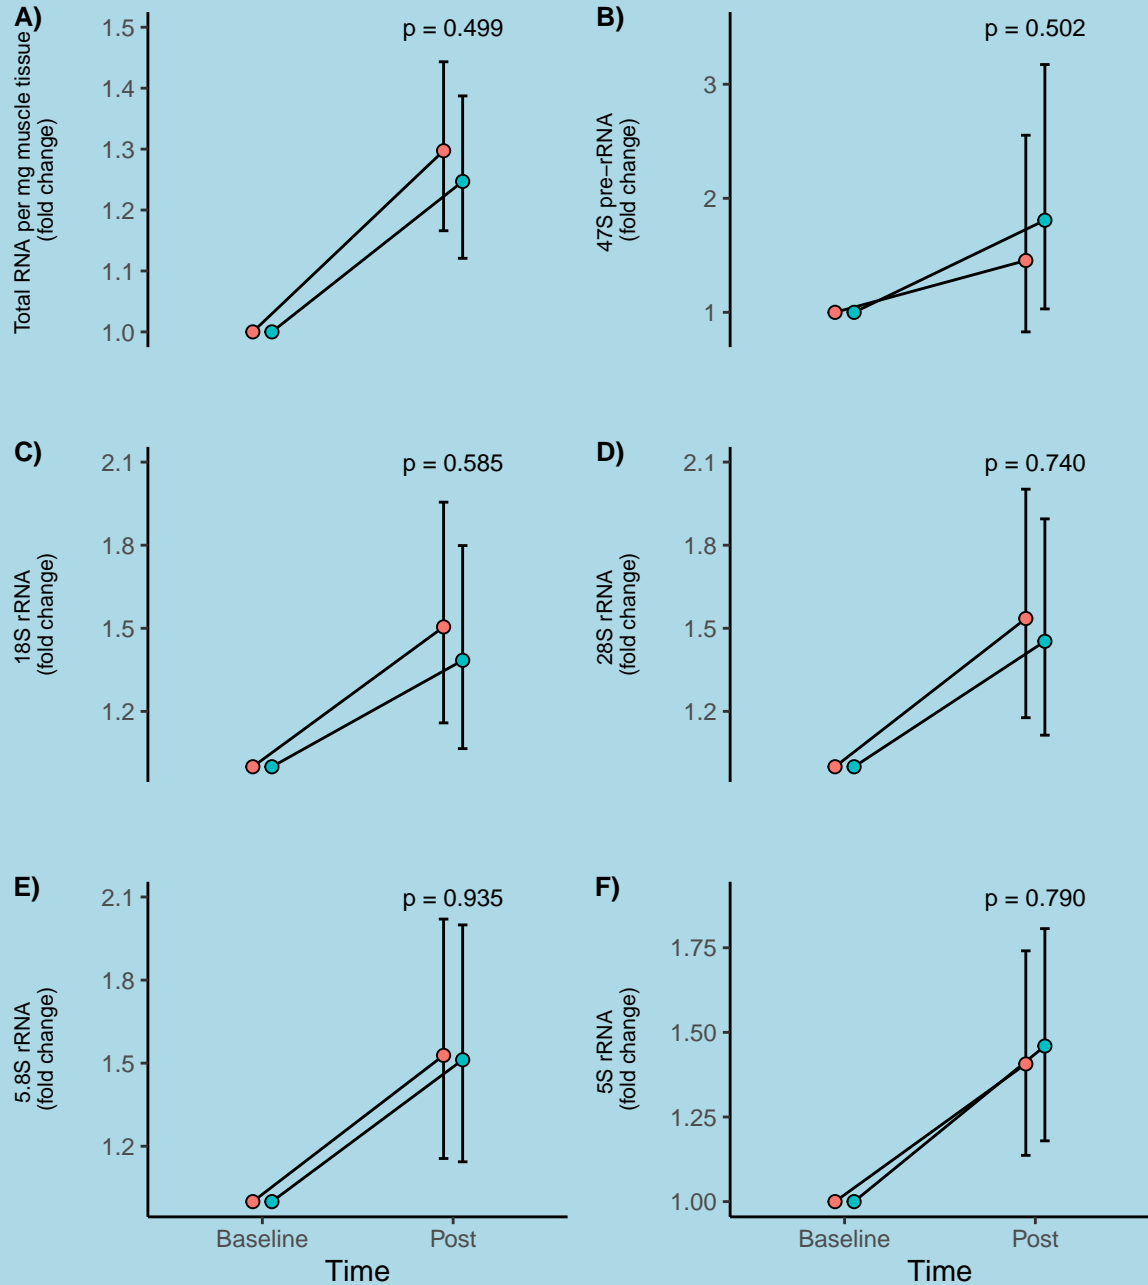 A)
Total RNA per mg muscle tissue
(fold change)
1.5
1.4
1.3
1.2
1.1
1.0
p = 0.499
B)
47S pre−rRNA
(fold change)
3
2
1
p = 0.502
C)
18S rRNA
(fold change)
2.1
1.8
1.5
1.2
p = 0.585
D)
28S rRNA
(fold change)
2.1
1.8
1.5
1.2
p = 0.740
E)
5.8S rRNA
(fold change)
2.1
1.8
1.5
1.2
p = 0.935
Baseline
Post
Time
F)
5S rRNA
(fold change)
1.75
1.50
1.25
1.00
p = 0.790
Baseline
Post
Time